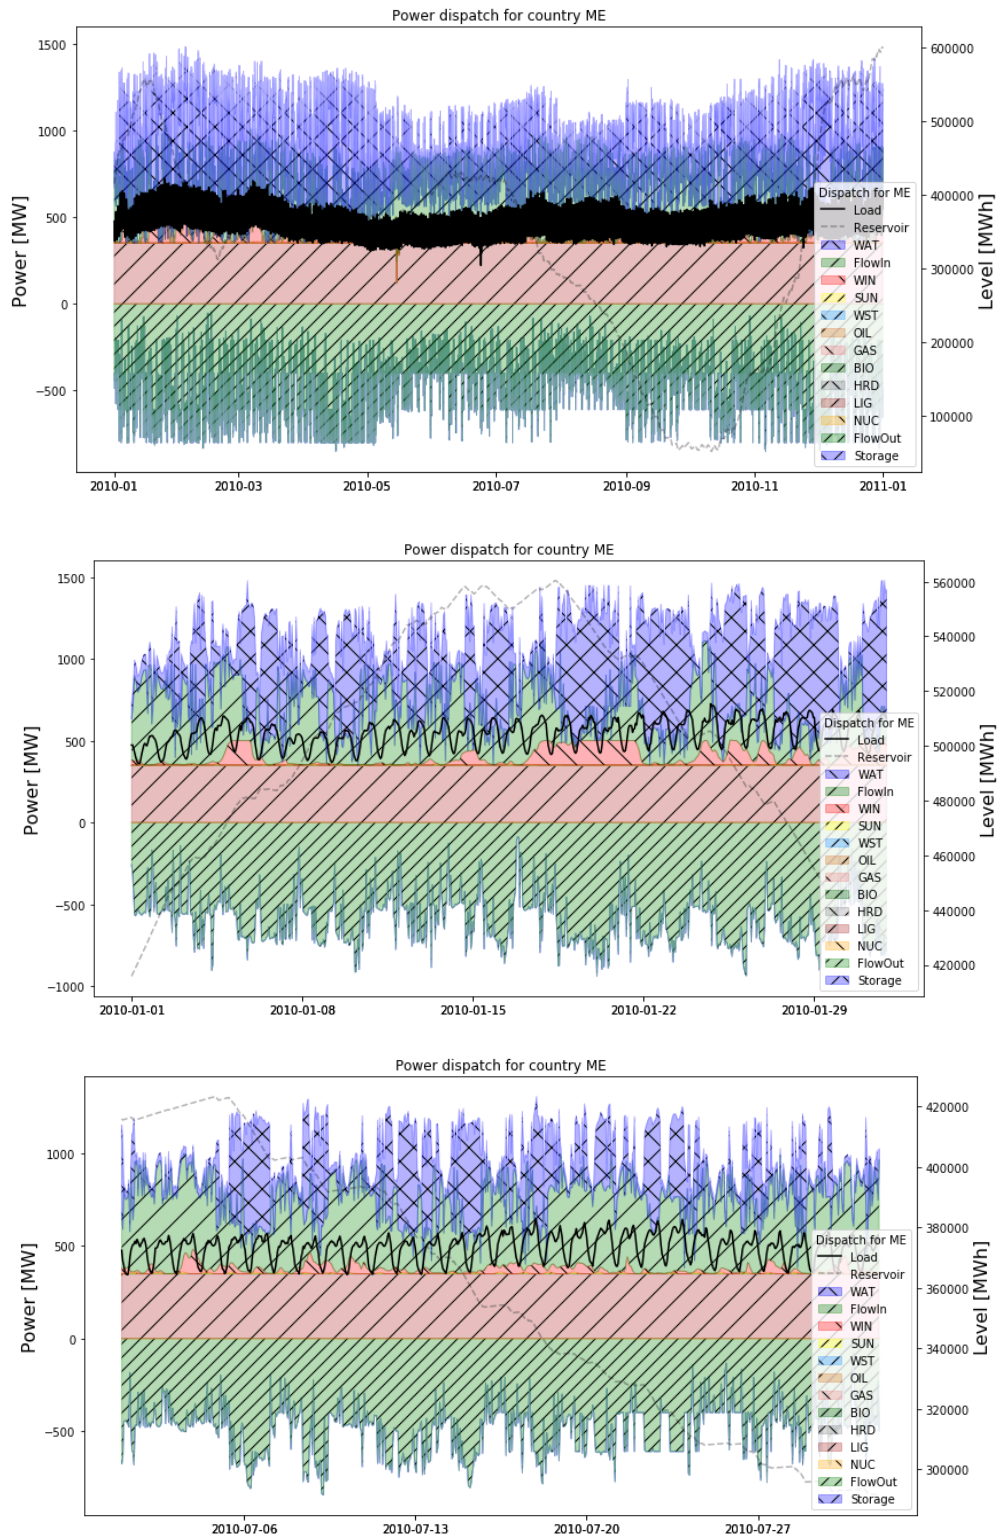 Power dispatch for country ME
Power [MW]
1500
1000
500
0
−500
Level [MWh]
600000
500000
400000
300000
200000
100000
2010-01
2010-03
2010-05
2010-07
2010-09
2010-11
2011-01
Dispatch for ME
Load
Reservoir
WAT
FlowIn
WIN
SUN
WST
OIL
GAS
BIO
HRD
LIG
NUC
FlowOut
Storage
Power dispatch for country ME
Power [MW]
1500
1000
500
0
−500
−1000
Level [MWh]
560000
540000
520000
500000
480000
460000
440000
420000
2010-01-01
2010-01-08
2010-01-15
2010-01-22
2010-01-29
Dispatch for ME
Load
Reservoir
WAT
FlowIn
WIN
SUN
WST
OIL
GAS
BIO
HRD
LIG
NUC
FlowOut
Storage
Power dispatch for country ME
Power [MW]
1000
500
0
−500
Level [MWh]
420000
400000
380000
360000
340000
320000
300000
2010-07-06
2010-07-13
2010-07-20
2010-07-27
Dispatch for ME
Load
Reservoir
WAT
FlowIn
WIN
SUN
WST
OIL
GAS
BIO
HRD
LIG
NUC
FlowOut
Storage